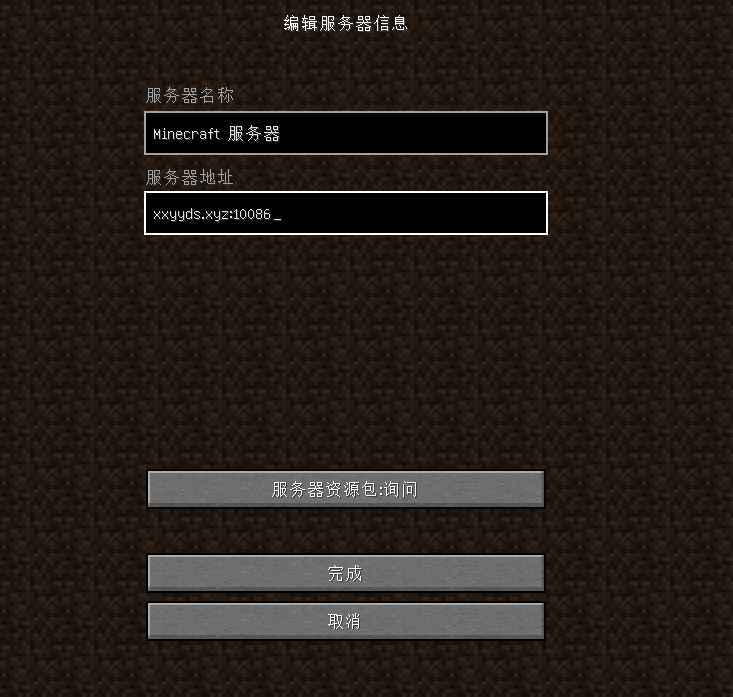 编辑服务器信息
服务器名称
Minecraft 服务器
服务器地址
xxyyds.xyz:10086_
服务器资源包:询问
完成
取消